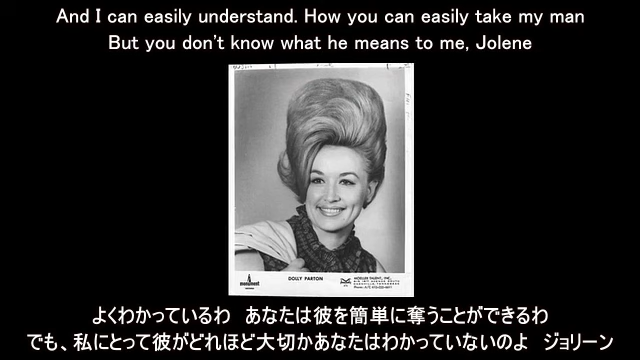 And I can easily understand. How you can easily take my man
But you don't know what he means to me, Jolene
monument
DOLLY PARTON
MOELLER TALENT, INC.
よくわかっているわ　あなたは彼を簡単に奪うことができるわ
でも、私にとって彼がどれほど大切かあなたはわかっていないのよ　ジョリーン